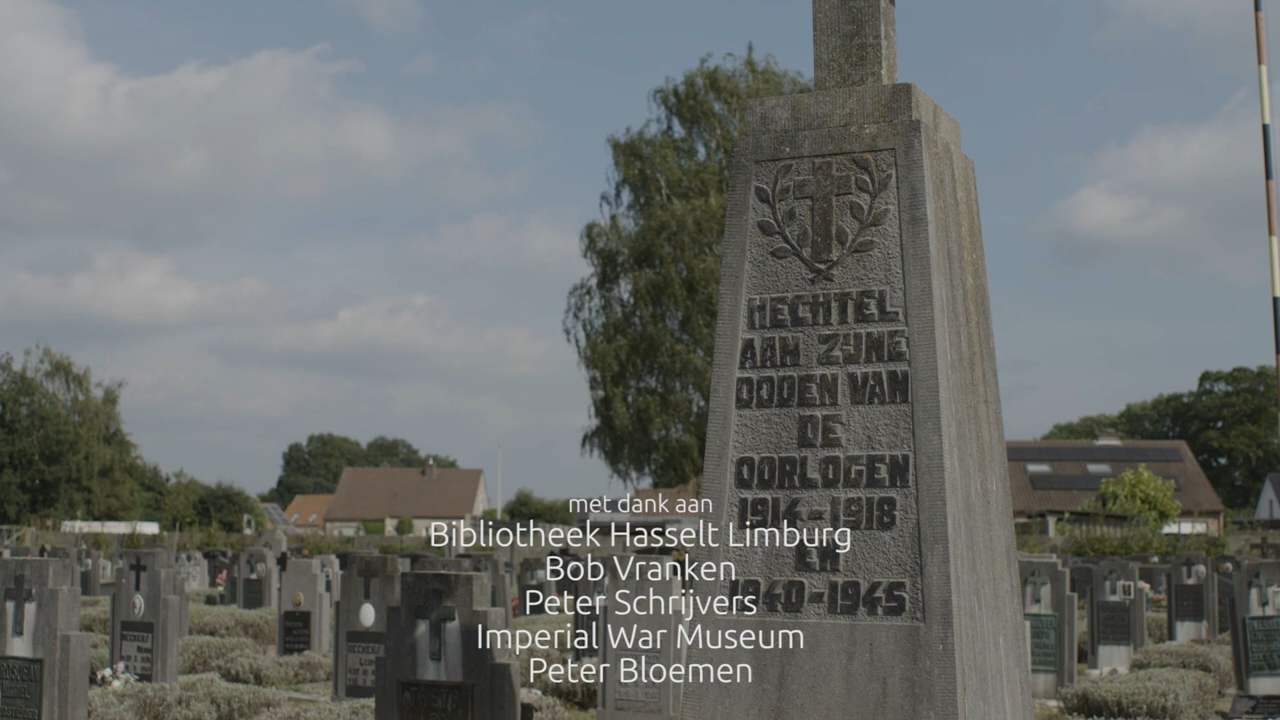 HECHTEL
AAN ZIJNE
DODEN VAN
DE
OORLOGEN
1914-1918
EN
1940-1945
met dank aan
Bibliotheek Hasselt Limburg
Bob Vranken
Peter Schrijvers
Imperial War Museum
Peter Bloemen